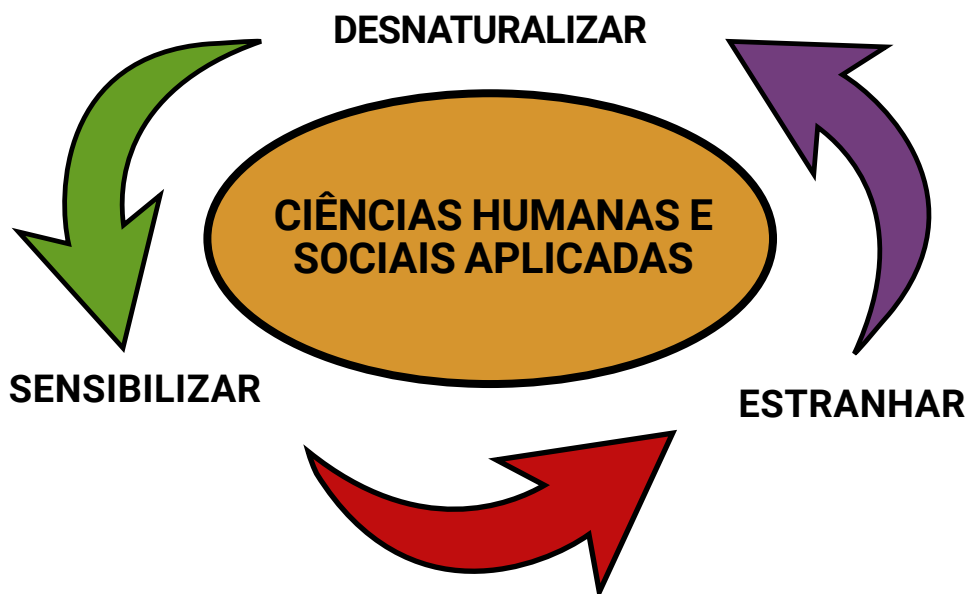 DESNATURALIZAR
CIÊNCIAS HUMANAS E
SOCIAIS APLICADAS
SENSIBILIZAR
ESTRANHAR